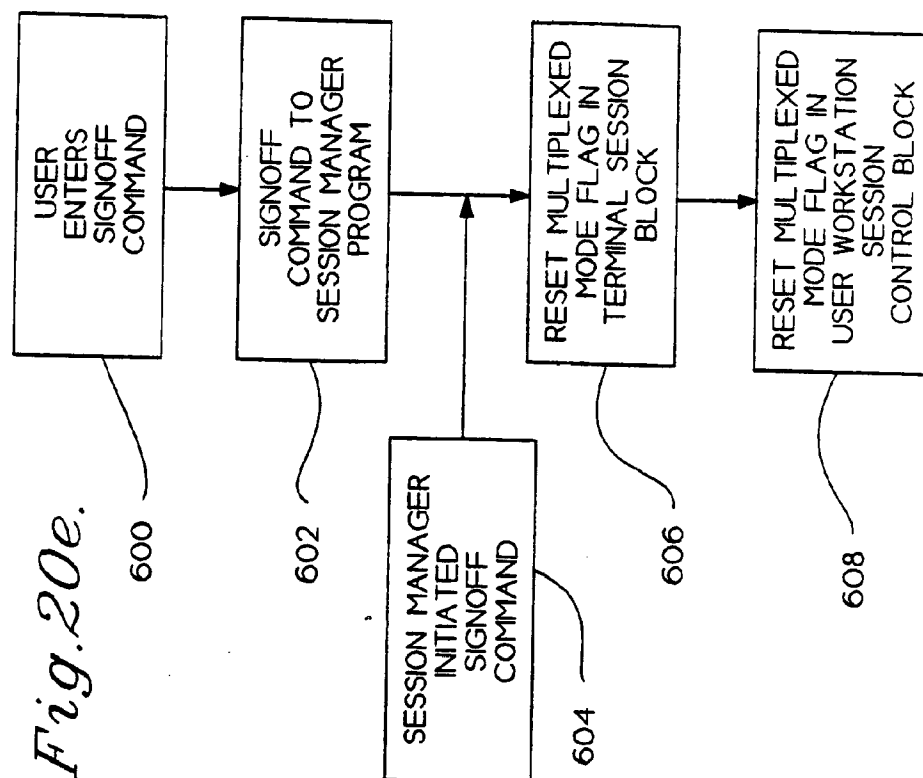 Fig.20e.
USER
ENTERS
SIGNOFF
COMMAND
600
SIGNOFF
COMMAND TO
SESSION MANAGER
PROGRAM
602
SESSION MANAGER
INITIATED
SIGNOFF
COMMAND
604
RESET MULTIPLEXED
MODE FLAG IN
TERMINAL SESSION
BLOCK
606
RESET MULTIPLEXED
MODE FLAG IN
USER WORKSTATION
SESSION
CONTROL BLOCK
608